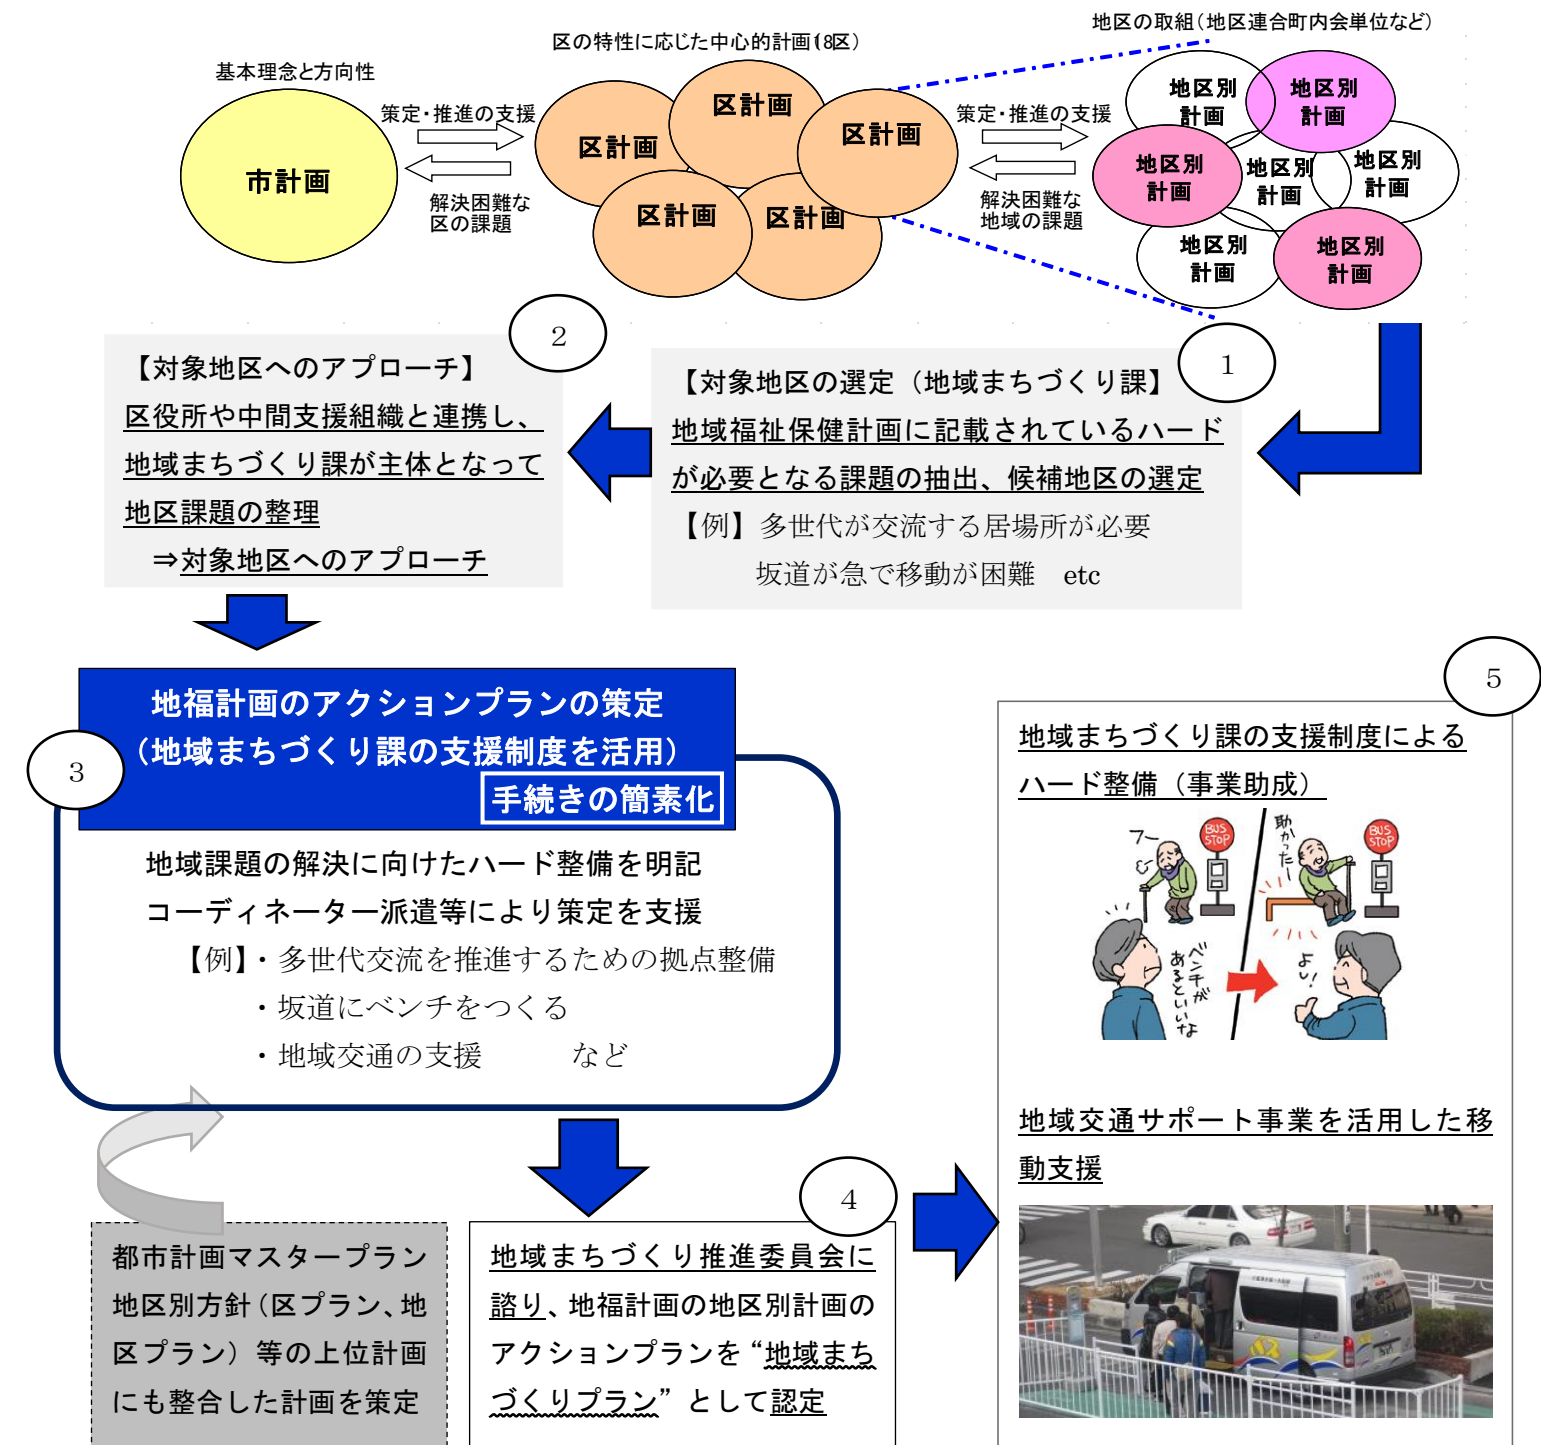 基本理念と方向性
市計画
策定・推進の支援
解決困難な
区の課題
区の特性に応じた中心的計画(18区)
区計画
区計画
区計画
区計画
区計画
策定・推進の支援
解決困難な
地域の課題
地区の取組(地区連合町内会単位など)
地区別
計画
地区別
計画
地区別
計画
地区別
計画
地区別
計画
地区別
計画
地区別
計画
1
【対象地区の選定(地域まちづくり課】
地域福祉保健計画に記載されているハード
が必要となる課題の抽出、候補地区の選定
【例】多世代が交流する居場所が必要
坂道が急で移動が困難 etc
2
【対象地区へのアプローチ】
区役所や中間支援組織と連携し、
地域まちづくり課が主体となって
地区課題の整理
⇒対象地区へのアプローチ
3
地福計画のアクションプランの策定
(地域まちづくり課の支援制度を活用)
手続きの簡素化
地域課題の解決に向けたハード整備を明記
コーディネーター派遣等により策定を支援
【例】・多世代交流を推進するための拠点整備
・坂道にベンチをつくる
・地域交通の支援 など
都市計画マスタープラン
地区別方針(区プラン、地
区プラン)等の上位計画
にも整合した計画を策定
4
地域まちづくり推進委員会に
諮り、地福計画の地区別計画の
アクションプランを“地域まち
づくりプラン”として認定
5
地域まちづくり課の支援制度による
ハード整備(事業助成)
フー
BUS
STOP
ベンチが
あると
いいな
助かったー
BUS
STOP
よし!
地域交通サポート事業を活用した移
動支援